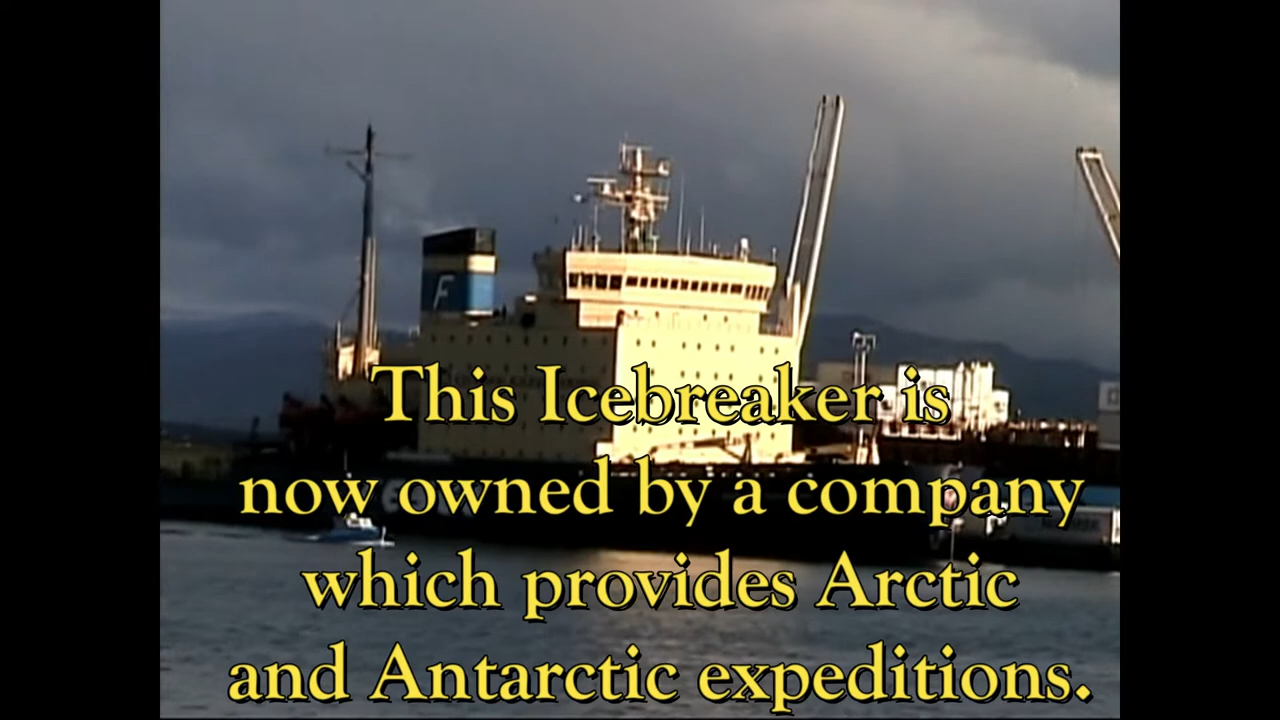 F
This Icebreaker is
now owned by a company
which provides Arctic
and Antarctic expeditions.